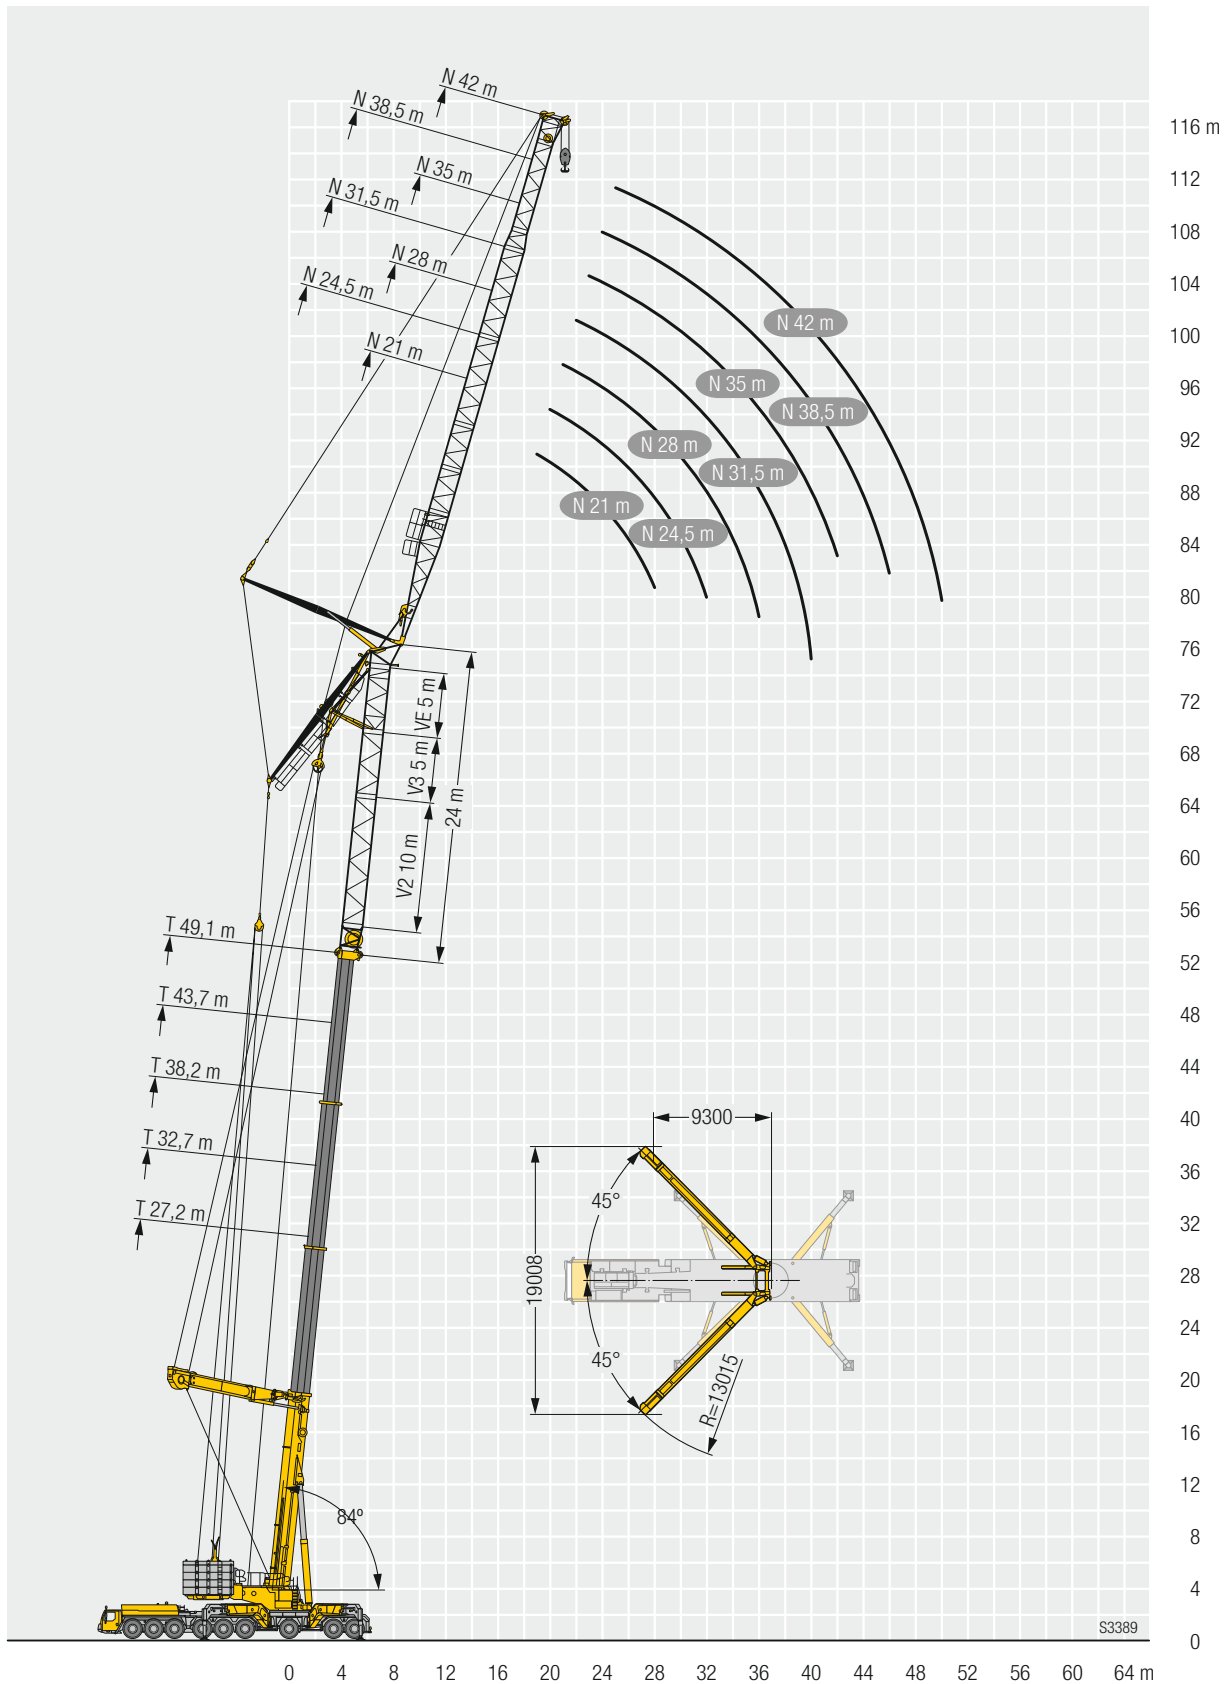 N 42 m
N 38,5 m
N 35 m
N 31,5 m
N 28 m
N 24,5 m
N 21 m
116 m
112
108
104
100
96
92
88
84
80
76
72
68
64
60
56
52
48
44
40
36
32
28
24
20
16
12
8
4
0
N 42 m
N 35 m
N 38,5 m
N 28 m
N 31,5 m
N 21 m
N 24,5 m
VE 5 m
V3 5 m
24 m
V2 10 m
T 49,1 m
T 43,7 m
T 38,2 m
T 32,7 m
T 27,2 m
9300
45°
19008
45°
R=13015
84º
S3389
0 4 8 12 16 20 24 28 32 36 40 44 48 52 56 60 64 m